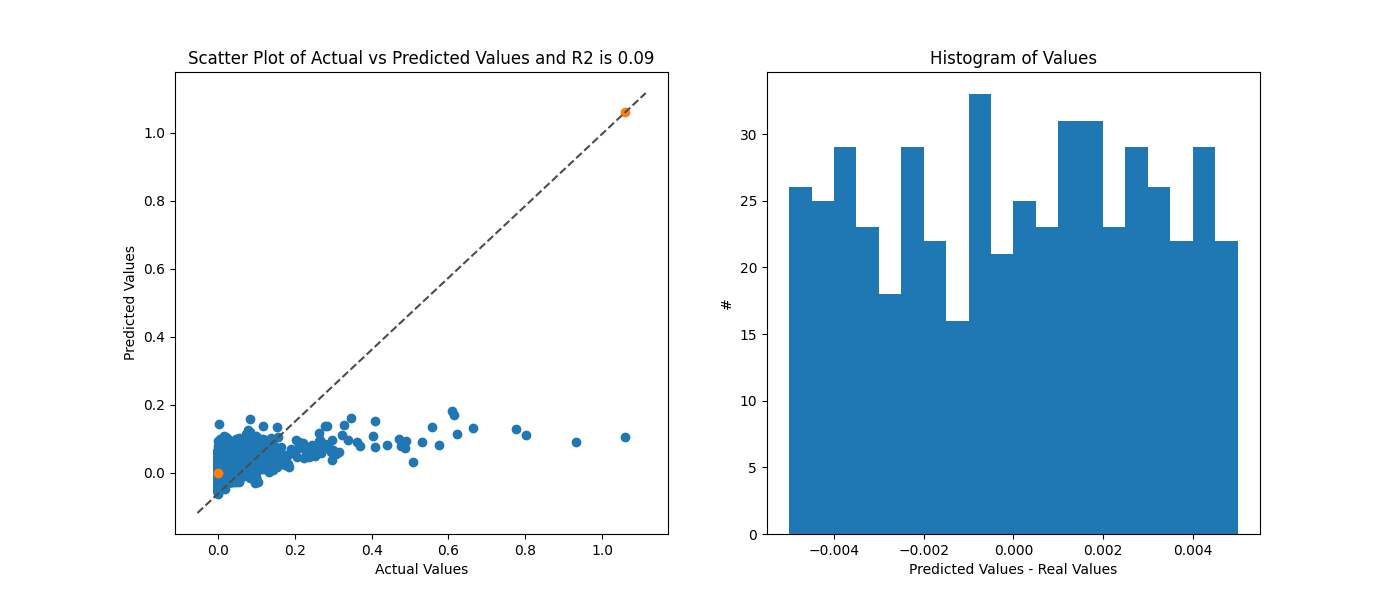 Scatter Plot of Actual vs Predicted Values and R2 is 0.09
1.0
0.8
0.6
0.4
0.2
0.0
Predicted Values
0.0 0.2 0.4 0.6 0.8 1.0
Actual Values
Histogram of Values
30
25
20
15
10
5
0
#
−0.004 −0.002 0.000 0.002 0.004
Predicted Values - Real Values